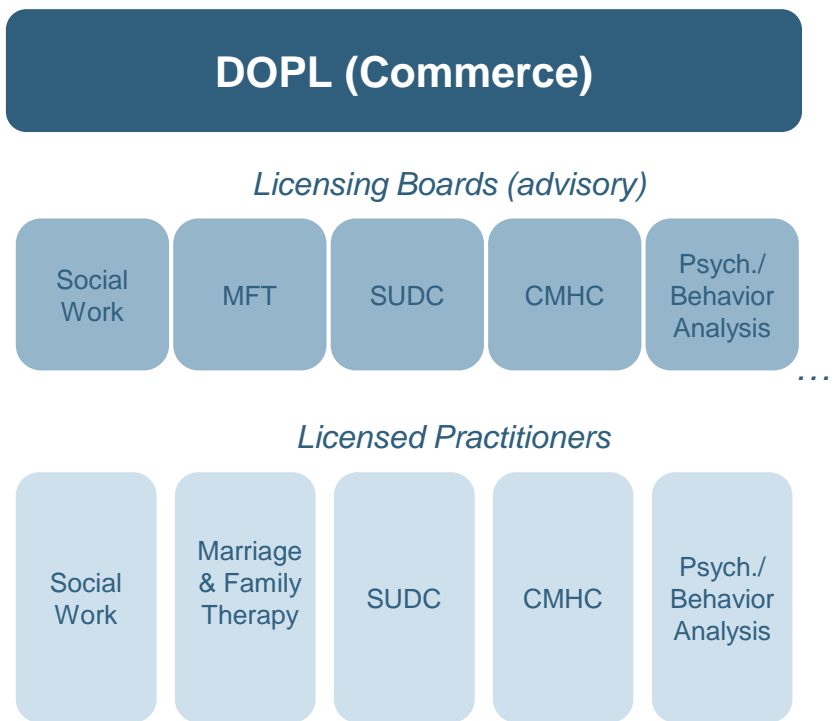 DOPL (Commerce)
Licensing Boards (advisory)
Social
Work
MFT
SUDC
CMHC
Psych./
Behavior
Analysis
…
Licensed Practitioners
Social
Work
Marriage
& Family
Therapy
SUDC
CMHC
Psych./
Behavior
Analysis